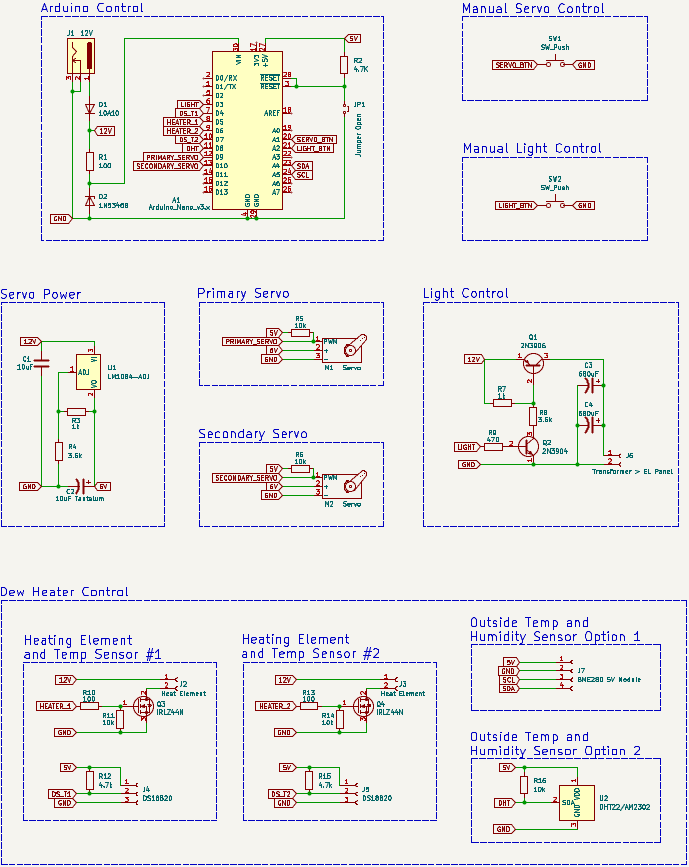 Arduino Control
J1 12V
D1
10A10
12V
R1
100
D2
1N5346B
GND
VIN
3V3
+5V
D0/RX
D1/TX
D2
D3
D4
D5
D6
D7
D8
D9
D10
D11
D12
D13
LIGHT
DS_T1
HEATER_1
HEATER_2
DS_T2
DHT
PRIMARY_SERVO
SECONDARY_SERVO
RESET
RESET
AREF
A0
A1
A2
A3
A4
A5
A6
A7
SERVO_BTN
LIGHT_BTN
SDA
SCL
GND
GND
A1
Arduino_Nano_v3.x
5V
R2
4.7K
JP1
Jumper Open
Manual Servo Control
SW1
SW_Push
SERVO_BTN
GND
Manual Light Control
SW2
SW_Push
LIGHT_BTN
GND
Servo Power
12V
C1
10uF
VI
ADJ
VO
U1
LM1084-ADJ
R3
1k
R4
3.6k
GND
C2
10uF Tantalum
6V
Primary Servo
R5
10k
5V
PRIMARY_SERVO
6V
GND
PWM
+
-
M1 Servo
Secondary Servo
R6
10k
5V
SECONDARY_SERVO
6V
GND
PWM
+
-
M2 Servo
Light Control
Q1
2N3906
12V
R7
1k
R8
3.6k
C3
680uF
C4
680uF
R9
470
LIGHT
Q2
2N3904
GND
J6
Transformer > EL Panel
Dew Heater Control
Heating Element
and Temp Sensor #1
12V
J2
Heat Element
R10
100
HEATER_1
R11
10k
Q3
IRLZ44N
GND
5V
R12
4.7k
DS_T1
GND
J4
DS18B20
Heating Element
and Temp Sensor #2
12V
J3
Heat Element
R13
100
HEATER_2
R14
10k
Q4
IRLZ44N
GND
5V
R15
4.7k
DS_T2
GND
J5
DS18B20
Outside Temp and
Humidity Sensor Option 1
5V
GND
SCL
SDA
1
2
3
4
J7
BME280 5V Module
Outside Temp and
Humidity Sensor Option 2
5V
R16
10k
DHT
SDA
VDD
GND
U2
DHT22/AM2302
GND